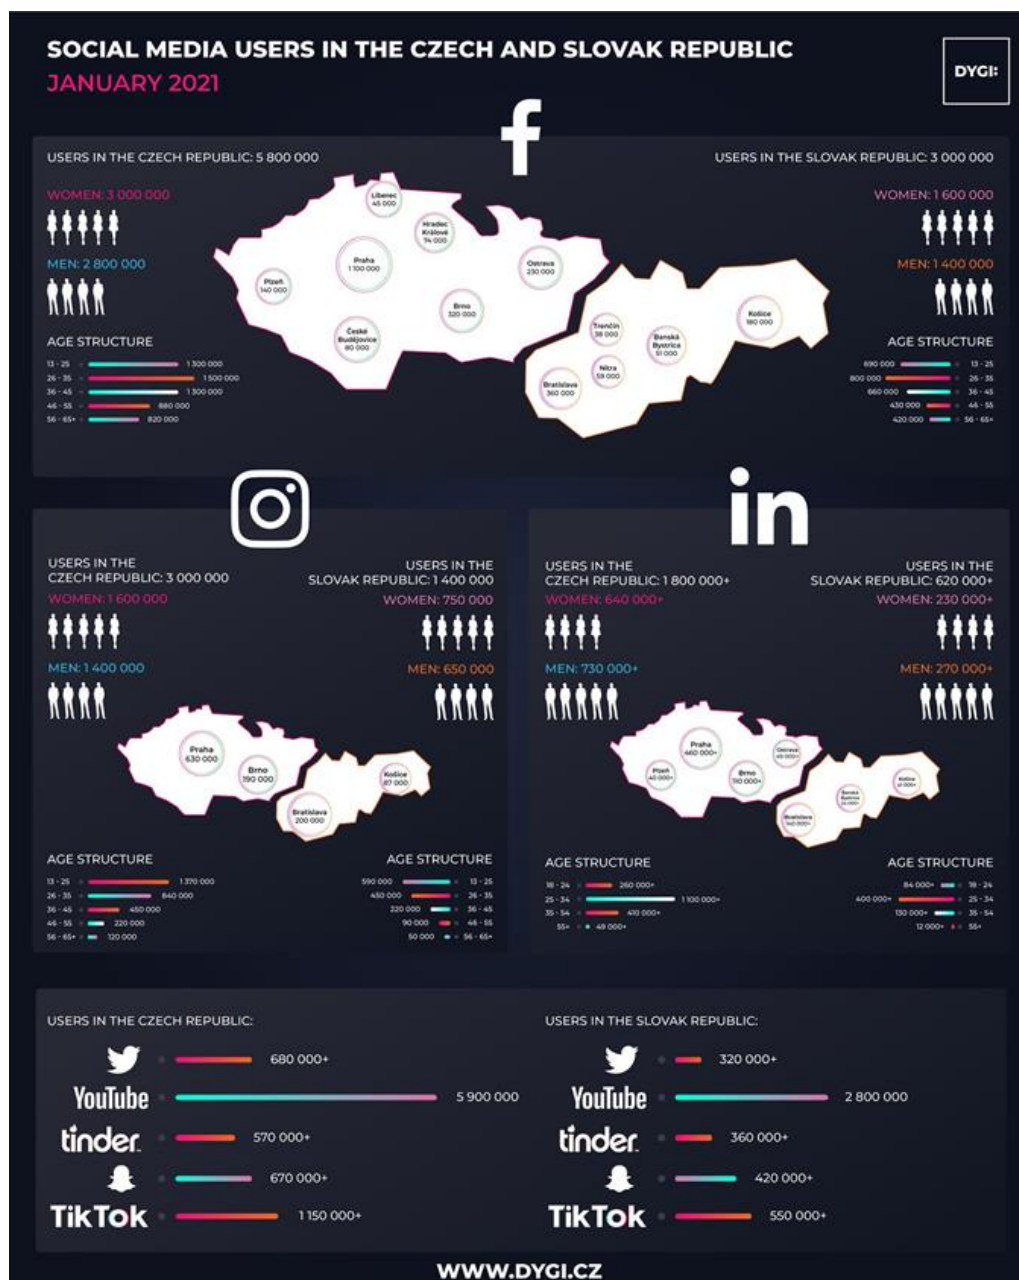 SOCIAL MEDIA USERS IN THE CZECH AND SLOVAK REPUBLIC
JANUARY 2021
DYGI:
f
USERS IN THE CZECH REPUBLIC: 5 800 000
WOMEN: 3 000 000
MEN: 2 800 000
AGE STRUCTURE
13 - 25 1 300 000
26 - 35 1 500 000
36 - 45 1 300 000
46 - 55 880 000
56 - 65+ 820 000
Liberec
45 000
Hradec
Králové
74 000
Praha
1 100 000
Ostrava
230 000
Plzeň
140 000
Brno
320 000
České
Budějovice
80 000
USERS IN THE SLOVAK REPUBLIC: 3 000 000
WOMEN: 1 600 000
MEN: 1 400 000
AGE STRUCTURE
690 000 13 - 25
800 000 26 - 35
660 000 36 - 45
430 000 46 - 55
420 000 56 - 65+
Trenčín
38 000
Banská
Bystrica
51 000
Košice
180 000
Nitra
59 000
Bratislava
360 000
USERS IN THE
CZECH REPUBLIC: 3 000 000
WOMEN: 1 600 000
MEN: 1 400 000
USERS IN THE
SLOVAK REPUBLIC: 1 400 000
WOMEN: 750 000
MEN: 650 000
Praha
630 000
Brno
190 000
Košice
87 000
Bratislava
200 000
AGE STRUCTURE
13 - 25 1 370 000
26 - 35 840 000
36 - 45 450 000
46 - 55 220 000
56 - 65+ 120 000
AGE STRUCTURE
590 000 13 - 25
450 000 26 - 35
220 000 36 - 45
90 000 46 - 55
50 000 56 - 65+
in
USERS IN THE
CZECH REPUBLIC: 1 800 000+
WOMEN: 640 000+
MEN: 730 000+
USERS IN THE
SLOVAK REPUBLIC: 620 000+
WOMEN: 230 000+
MEN: 270 000+
Praha
460 000+
Ostrava
Plzeň
40 000+
Brno
110 000+
Košice
Banská
Bystrica
Bratislava
140 000+
AGE STRUCTURE
18 - 24 260 000+
25 - 34 1 100 000+
35 - 54 410 000+
55+ 49 000+
AGE STRUCTURE
84 000+ 18 - 24
400 000+ 25 - 34
130 000+ 35 - 54
12 000+ 55+
USERS IN THE CZECH REPUBLIC:
680 000+
YouTube 5 900 000
tinder 570 000+
670 000+
TikTok 1 150 000+
USERS IN THE SLOVAK REPUBLIC:
320 000+
YouTube 2 800 000
tinder 360 000+
420 000+
TikTok 550 000+
WWW.DYGI.CZ